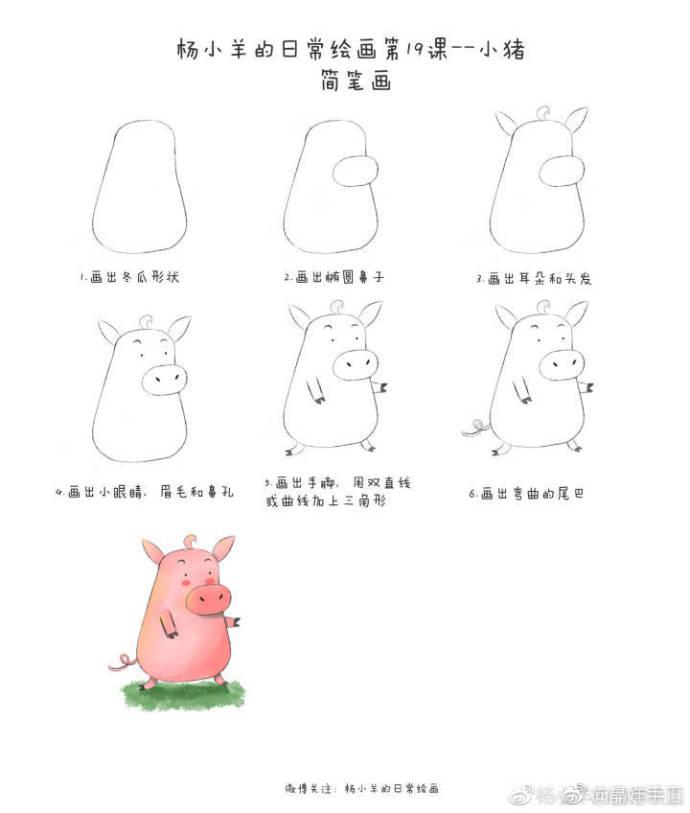 杨小羊的日常绘画第19课--小猪
简笔画
1.画出冬瓜形状
2.画出椭圆鼻子
3.画出耳朵和头发
4.画出小眼睛，眉毛和鼻孔
5.画出手脚，用双直线
或曲线加上三角形
6.画出弯曲的尾巴
微博关注：杨小羊的日常绘画